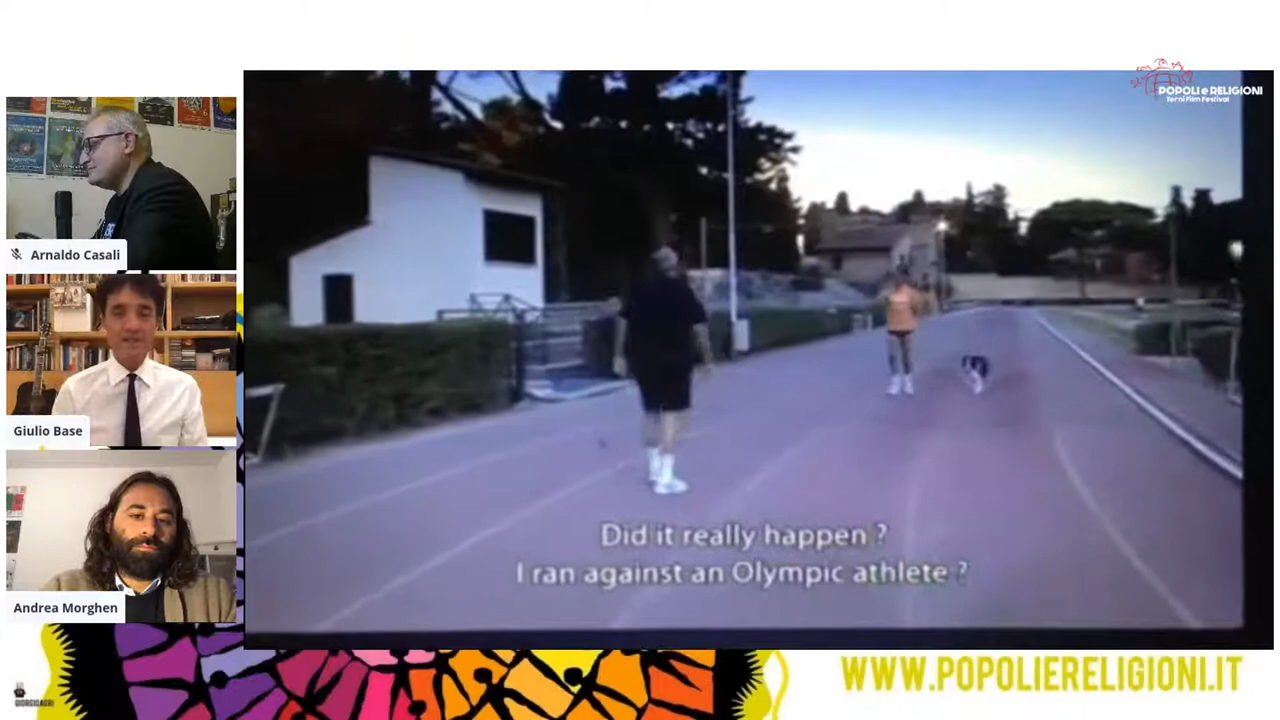 POPOLI e RELIGIONI
Terni Film Festival
Arnaldo Casali
Giulio Base
Andrea Morghen
Did it really happen ?
I ran against an Olympic athlete ?
WWW.POPOLIERELIGIONI.IT
GIORGIOAGRI